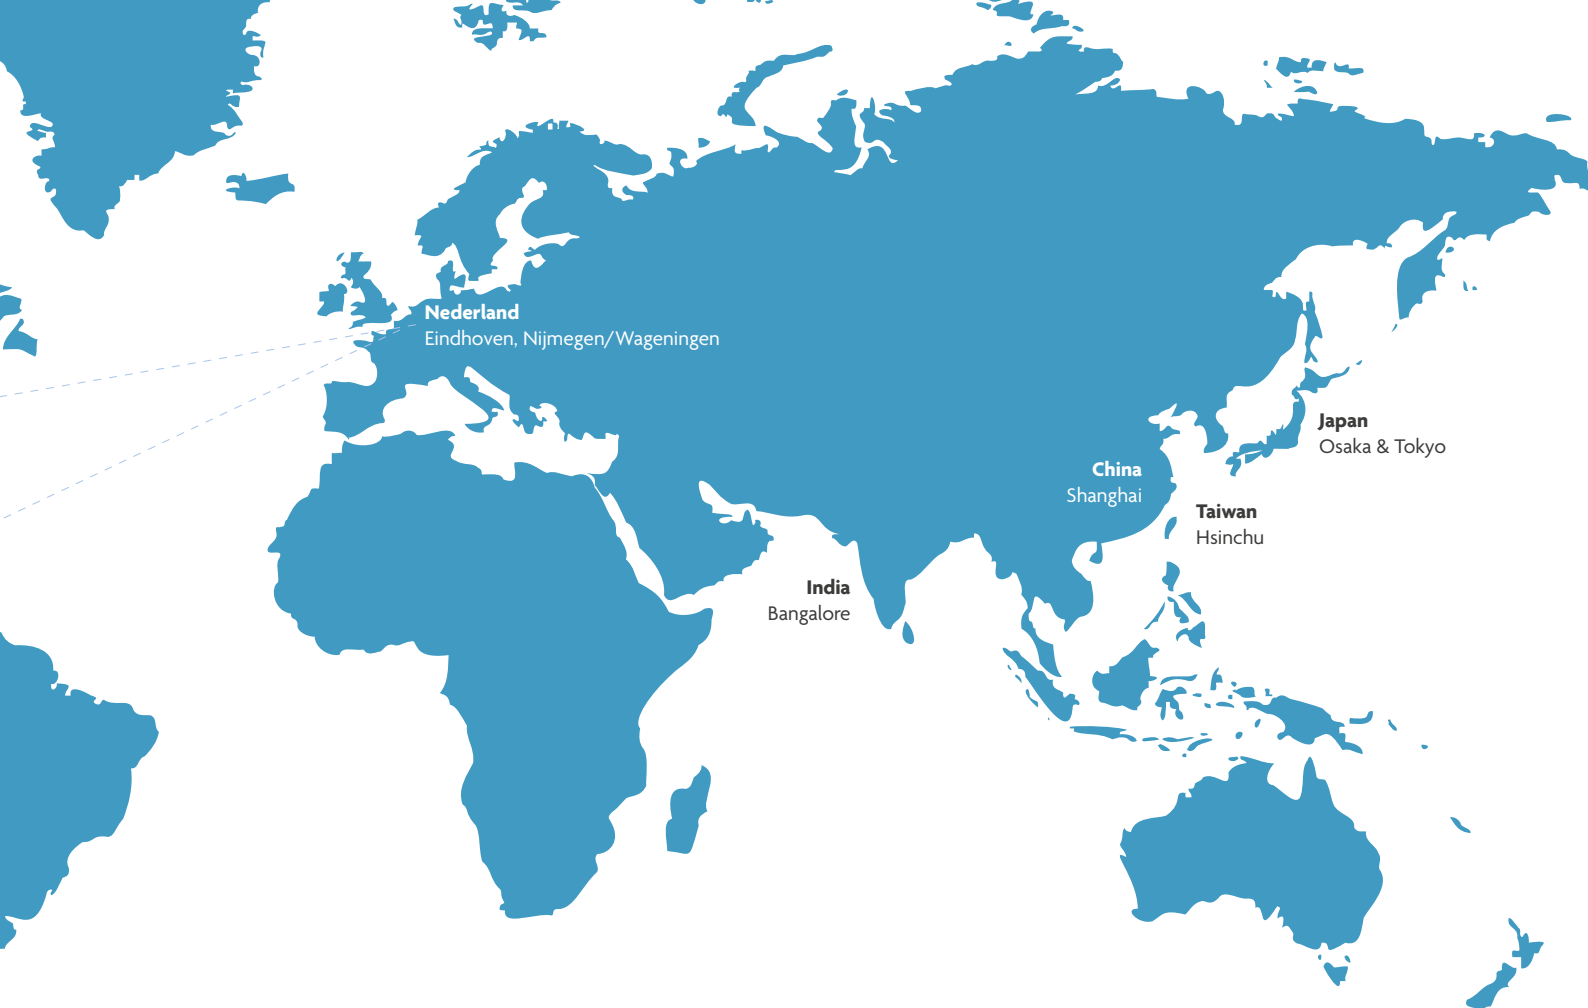 Nederland
Eindhoven, Nijmegen/Wageningen
Japan
Osaka & Tokyo
China
Shanghai
Taiwan
Hsinchu
India
Bangalore